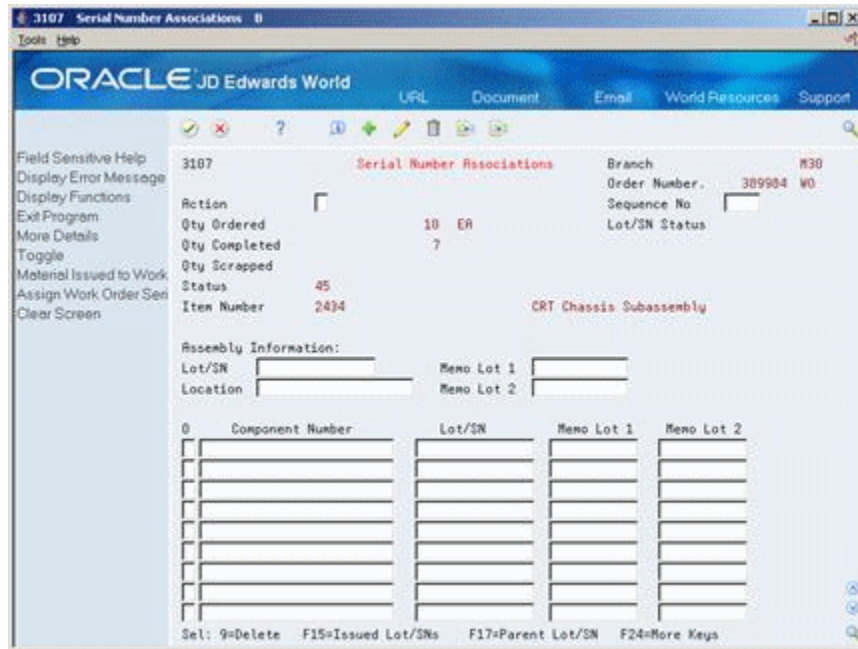 3107 Serial Number Associations B
Tools Help
ORACLE JD Edwards World
URL Document Email World Resources Support
Field Sensitive Help
Display Error Message
Display Functions
Exit Program
More Details
Toggle
Material Issued to Work
Assign Work Order Seri
Clear Screen
3107 Serial Number Associations Branch M30
Order Number. 389984 WO
Action Sequence No
Qty Ordered 10 EA Lot/SN Status
Qty Completed 7
Qty Scrapped
Status 45
Item Number 2434 CRT Chassis Subassembly
Assembly Information:
Lot/SN Memo Lot 1
Location Memo Lot 2
O Component Number Lot/SN Memo Lot 1 Memo Lot 2
Sel: 9=Delete F15=Issued Lot/SNs F17=Parent Lot/SN F24=More Keys